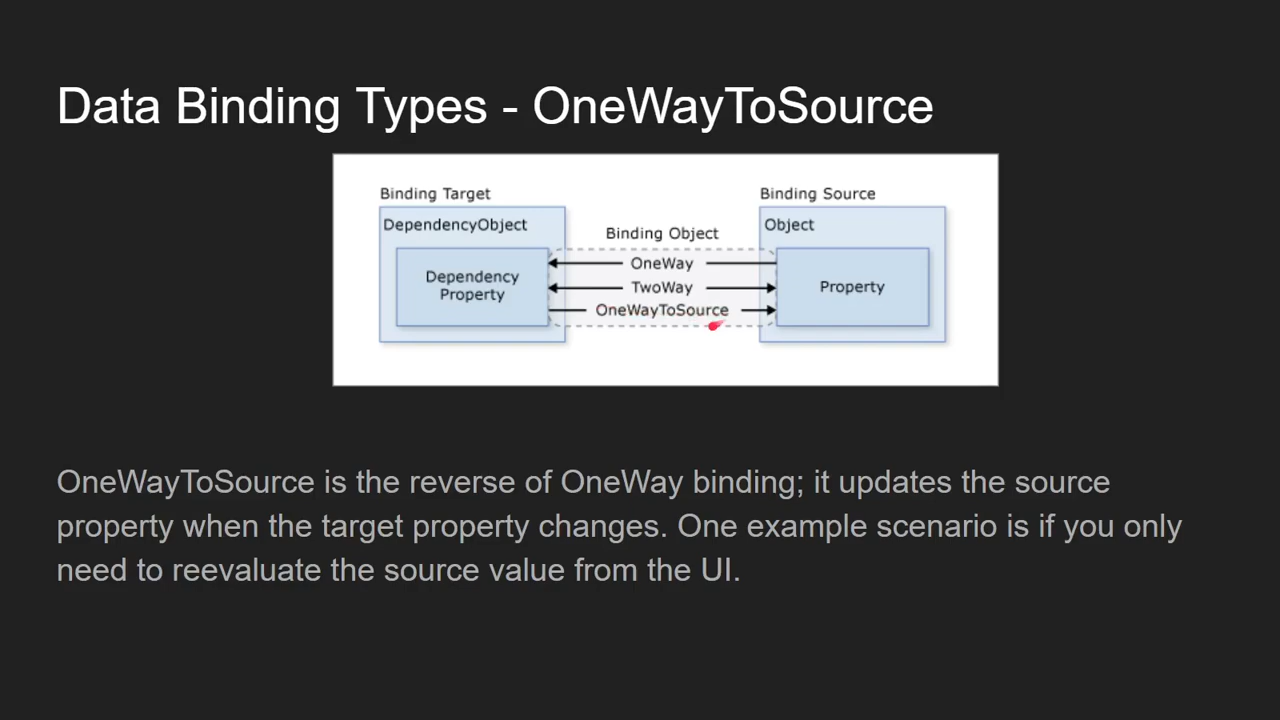 Data Binding Types - OneWayToSource
Binding Target
Binding Source
DependencyObject
Object
Binding Object
OneWay
Dependency
Property
TwoWay
Property
OneWayToSource
OneWayToSource is the reverse of OneWay binding; it updates the source
property when the target property changes. One example scenario is if you only
need to reevaluate the source value from the UI.